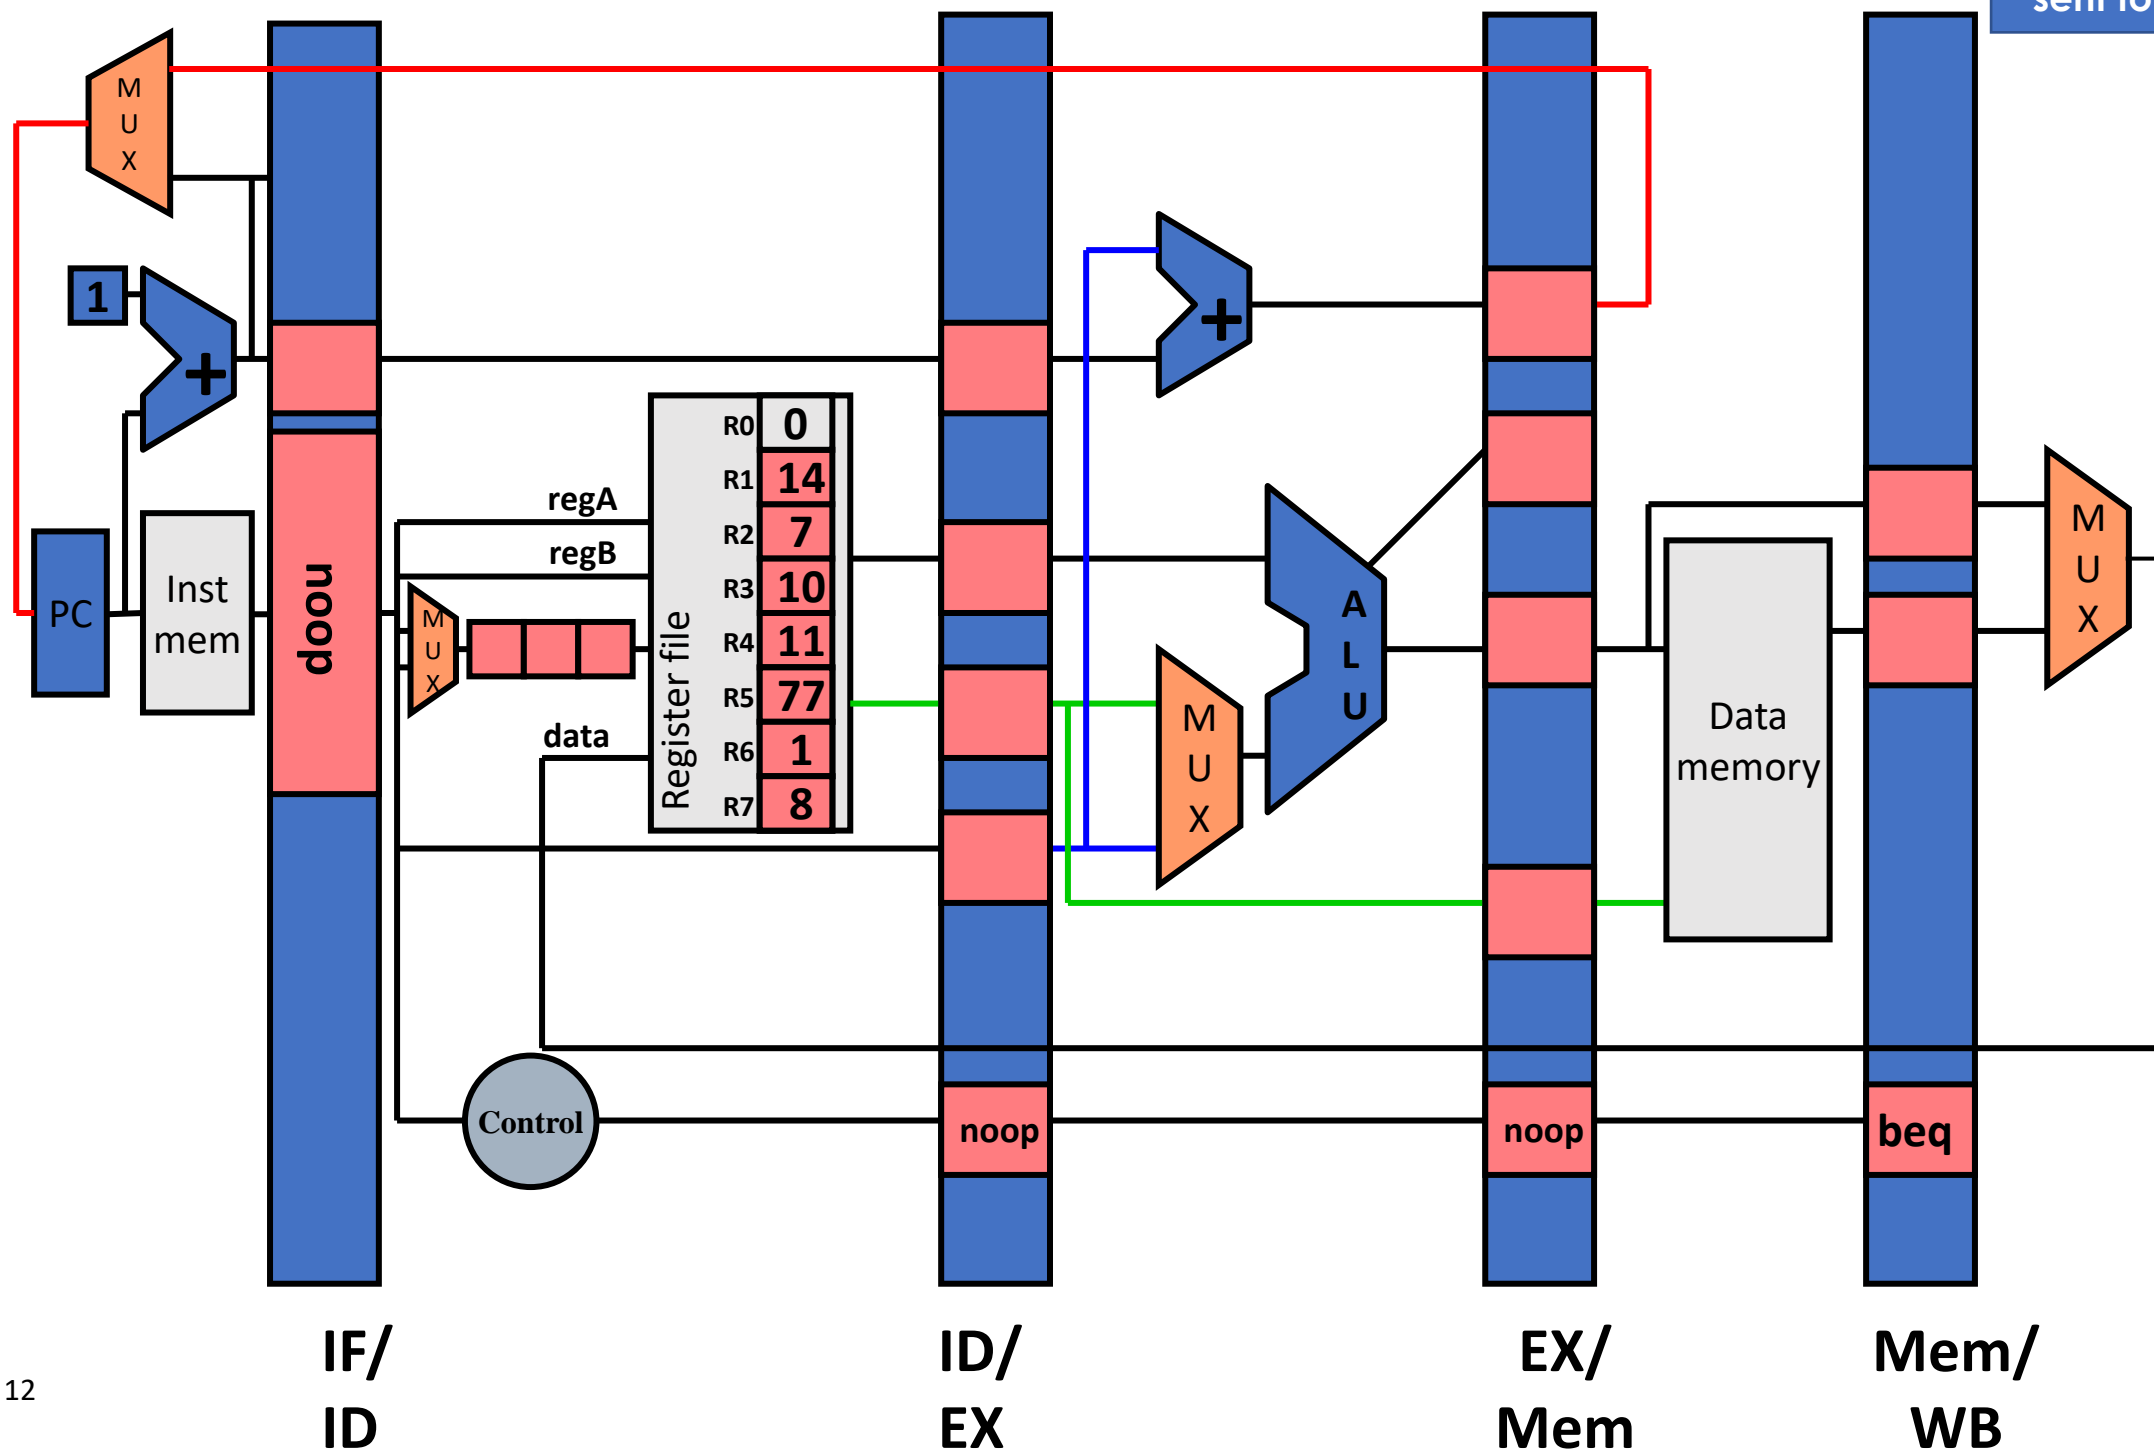 sent to
M
U
X
1
+
+
PC
Inst
mem
noop
regA
regB
M
U
X
data
Register file
R0 0
R1 14
R2 7
R3 10
R4 11
R5 77
R6 1
R7 8
M
U
X
A
L
U
Data
memory
M
U
X
Control
noop
noop
beq
IF/
ID
ID/
EX
EX/
Mem
Mem/
WB
12